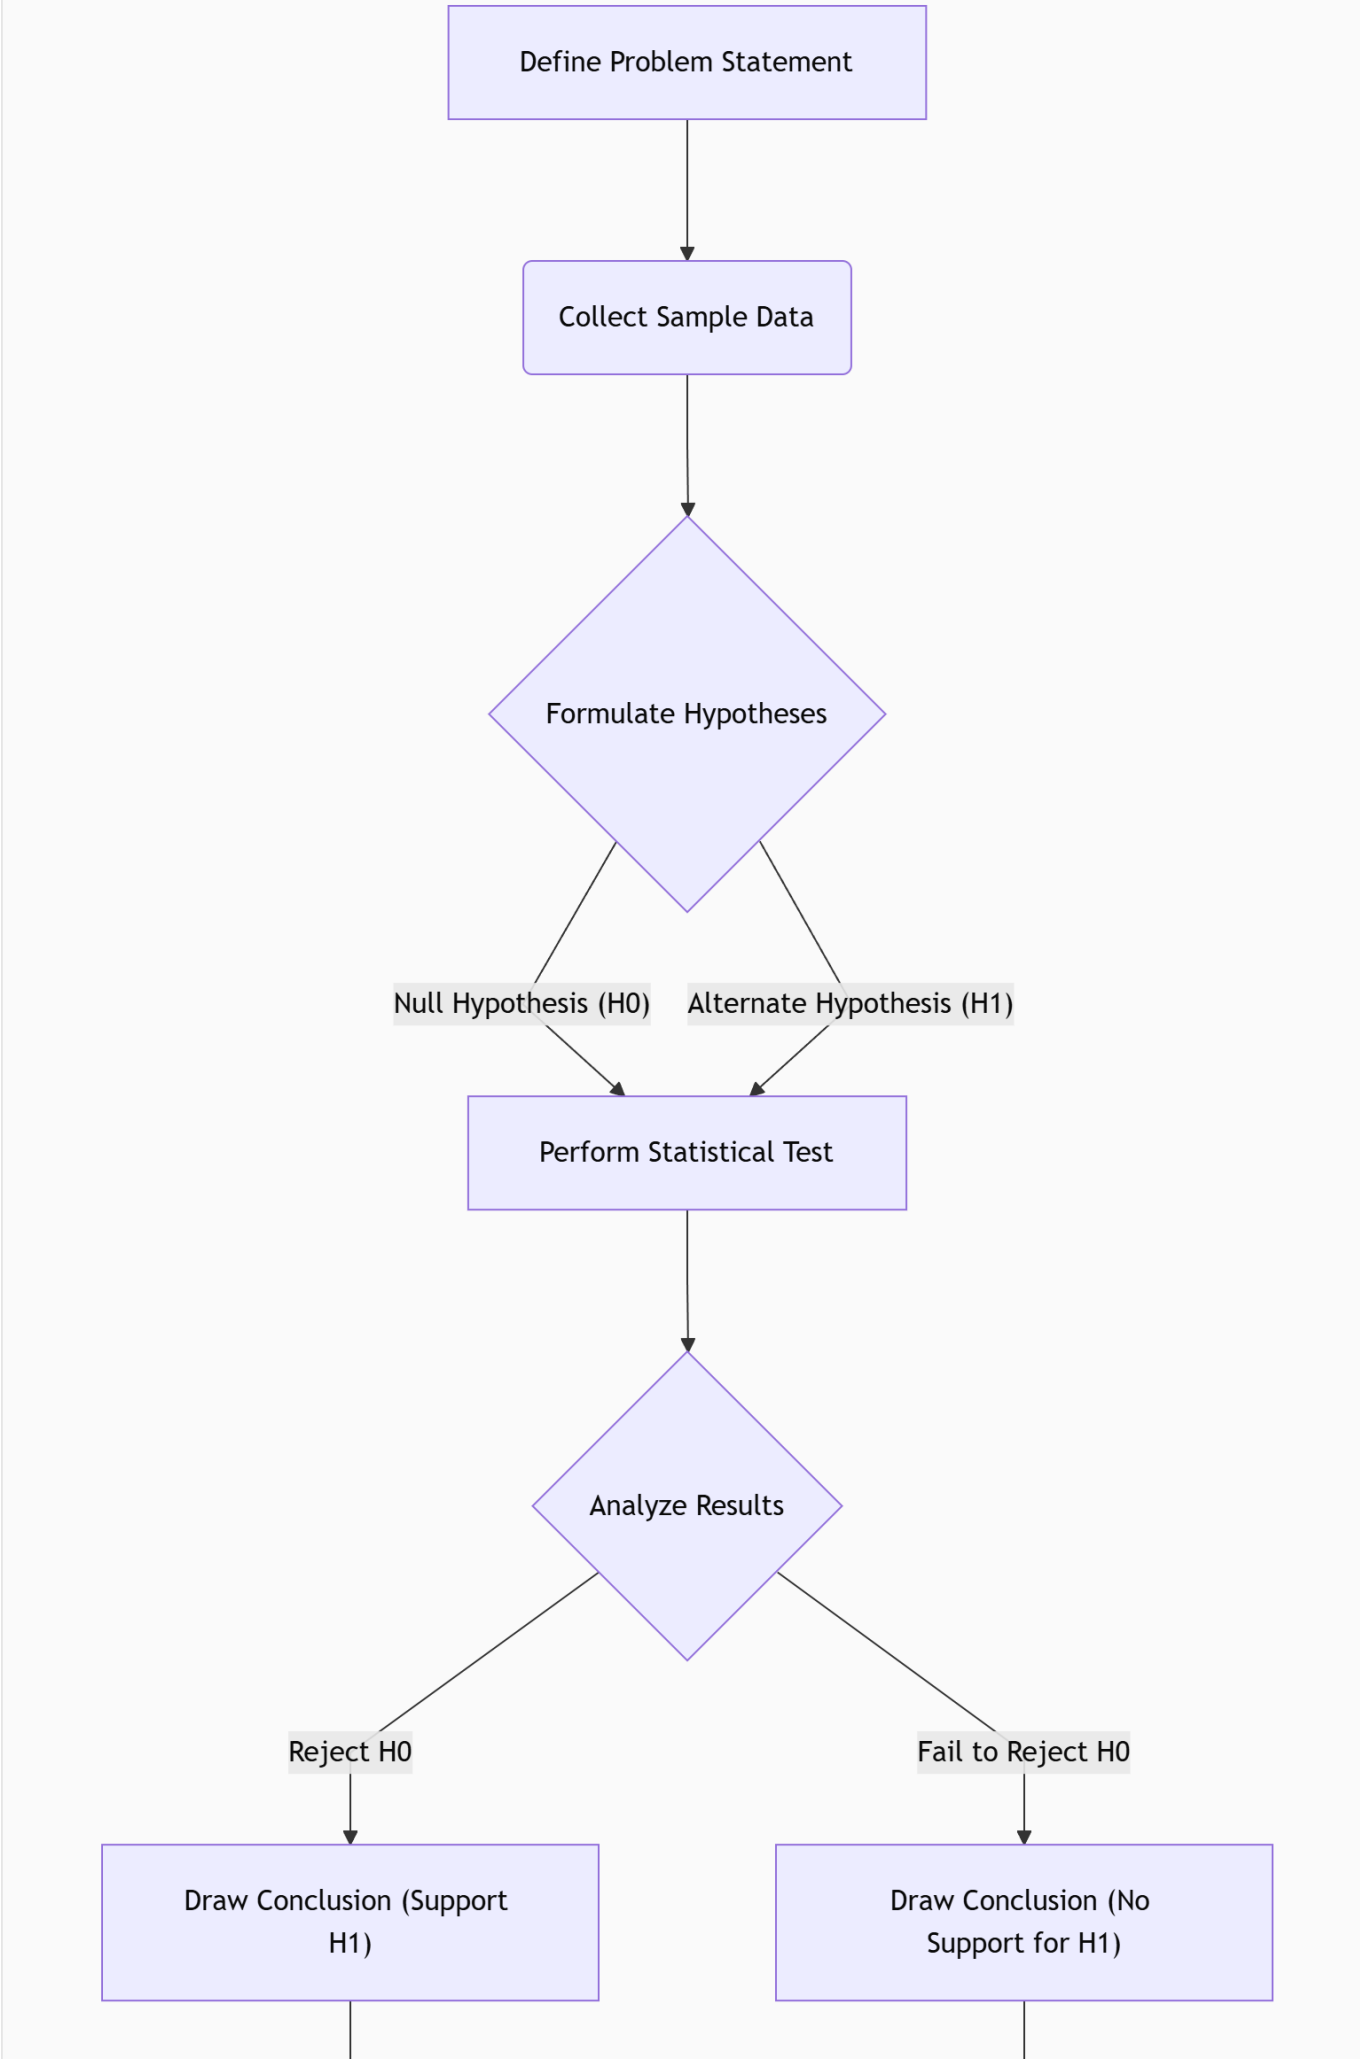 Define Problem Statement
Collect Sample Data
Formulate Hypotheses
Null Hypothesis (H0)
Alternate Hypothesis (H1)
Perform Statistical Test
Analyze Results
Reject H0
Fail to Reject H0
Draw Conclusion (Support
H1)
Draw Conclusion (No
Support for H1)